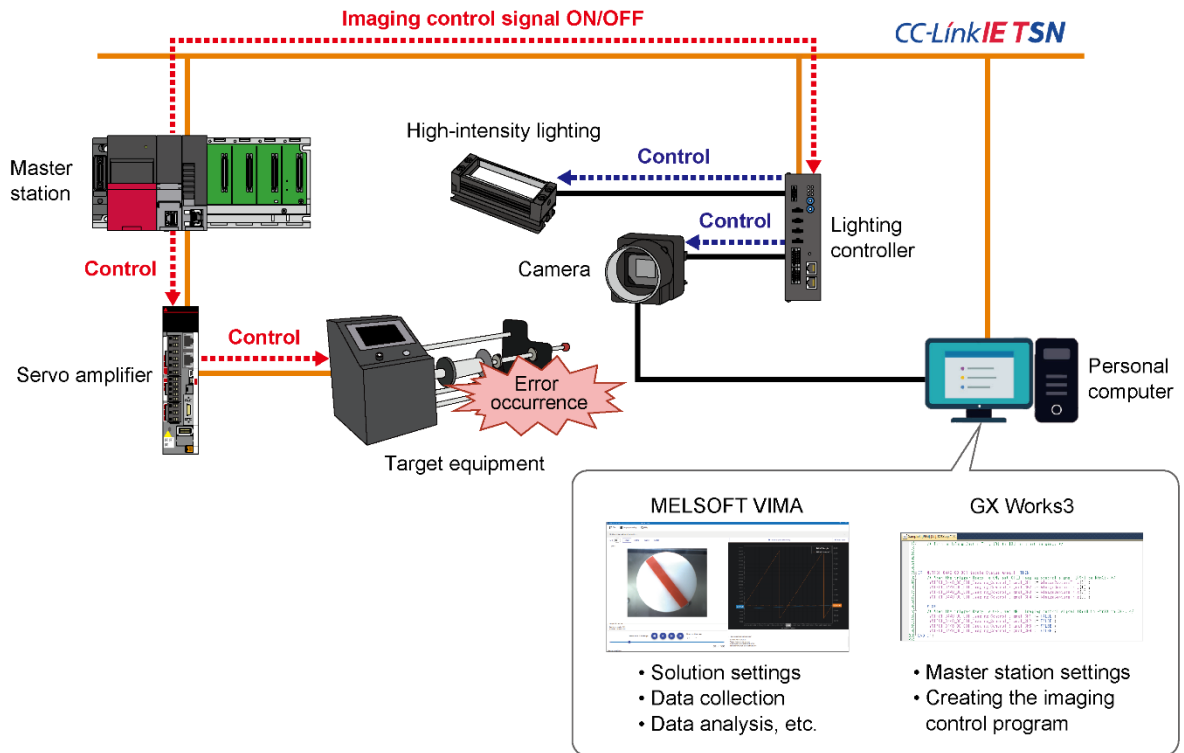 Imaging control signal ON/OFF
CC-Link IE TSN
High-intensity lighting
Control
Master
station
Control
Lighting
controller
Camera
Control
Control
Servo amplifier
Error
occurrence
Personal
computer
Target equipment
MELSOFT VIMA
• Solution settings
• Data collection
• Data analysis, etc.
GX Works3
• Master station settings
• Creating the imaging
control program